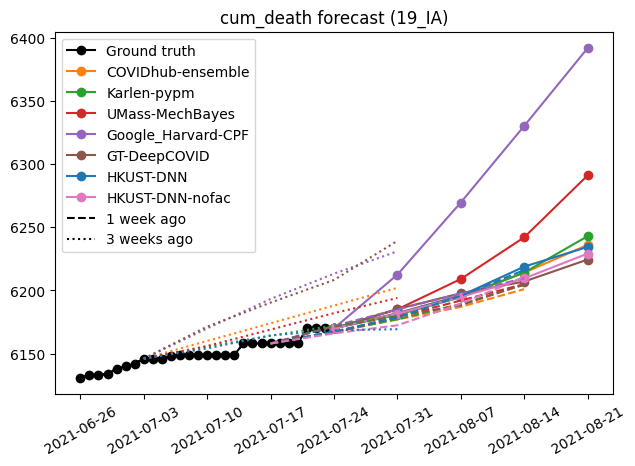 cum_death forecast (19_IA)
6400
6350
6300
6250
6200
6150
Ground truth
COVIDhub-ensemble
Karlen-pypm
UMass-MechBayes
Google_Harvard-CPF
GT-DeepCOVID
HKUST-DNN
HKUST-DNN-nofac
1 week ago
3 weeks ago
2021-06-26
2021-07-03
2021-07-10
2021-07-17
2021-07-24
2021-07-31
2021-08-07
2021-08-14
2021-08-21